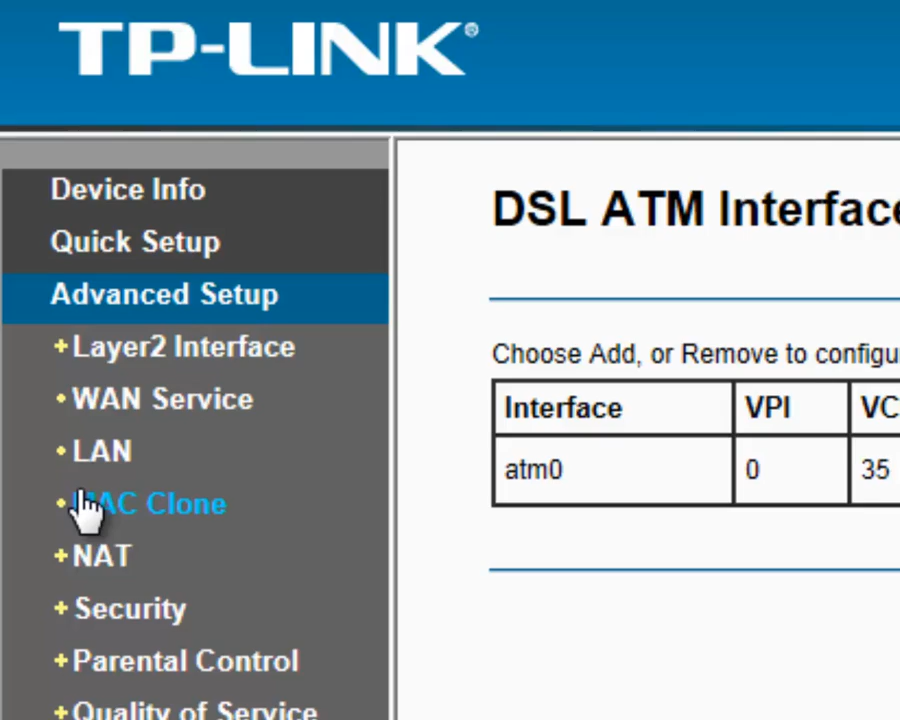 TP-LINK®
Device Info
Quick Setup
Advanced Setup
+Layer2 Interface
•WAN Service
•LAN
•MAC Clone
+NAT
+Security
+Parental Control
+Quality of Service
DSL ATM Interface
Choose Add, or Remove to configu
Interface VPI VC
atm0 0 35